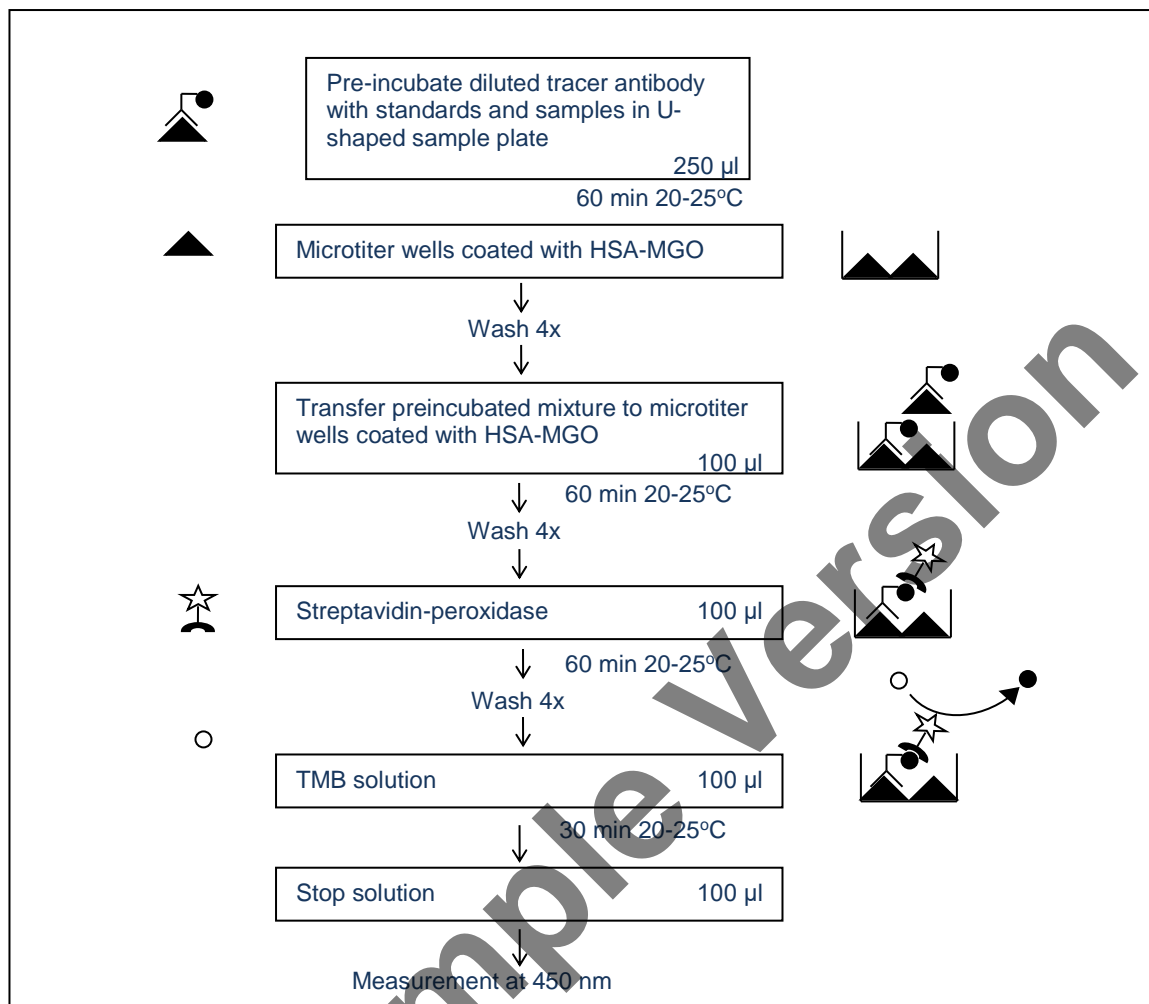 Pre-incubate diluted tracer antibody
with standards and samples in U-
shaped sample plate
250 µl
60 min 20-25°C
Microtiter wells coated with HSA-MGO
Wash 4x
Transfer preincubated mixture to microtiter
wells coated with HSA-MGO
100 µl
60 min 20-25°C
Wash 4x
Streptavidin-peroxidase 100 µl
60 min 20-25°C
Wash 4x
TMB solution 100 µl
30 min 20-25°C
Stop solution 100 µl
Measurement at 450 nm
mple Version